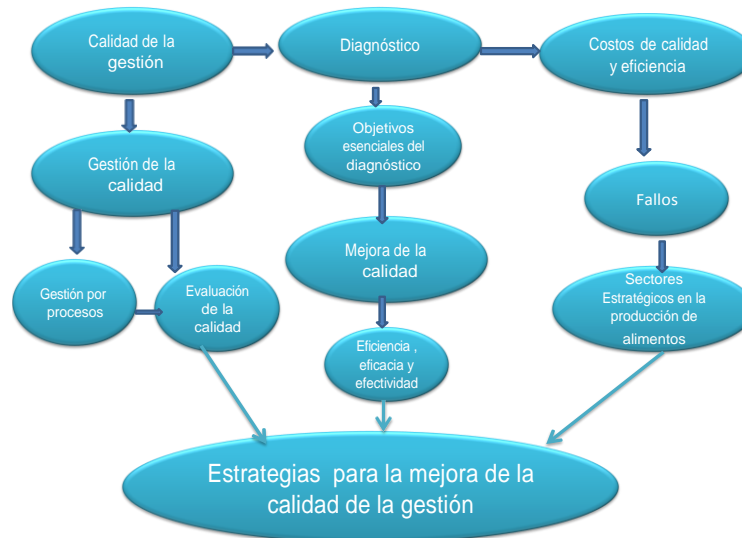 Calidad de la
gestión
Diagnóstico
Costos de calidad
y eficiencia
Objetivos
esenciales del
diagnóstico
Gestión de la
calidad
Fallos
Mejora de la
calidad
Gestión por
procesos
Evaluación
de la
calidad
Sectores
Estratégicos en la
producción de
alimentos
Eficiencia ,
eficacia y
efectividad
Estrategias para la mejora de la
calidad de la gestión